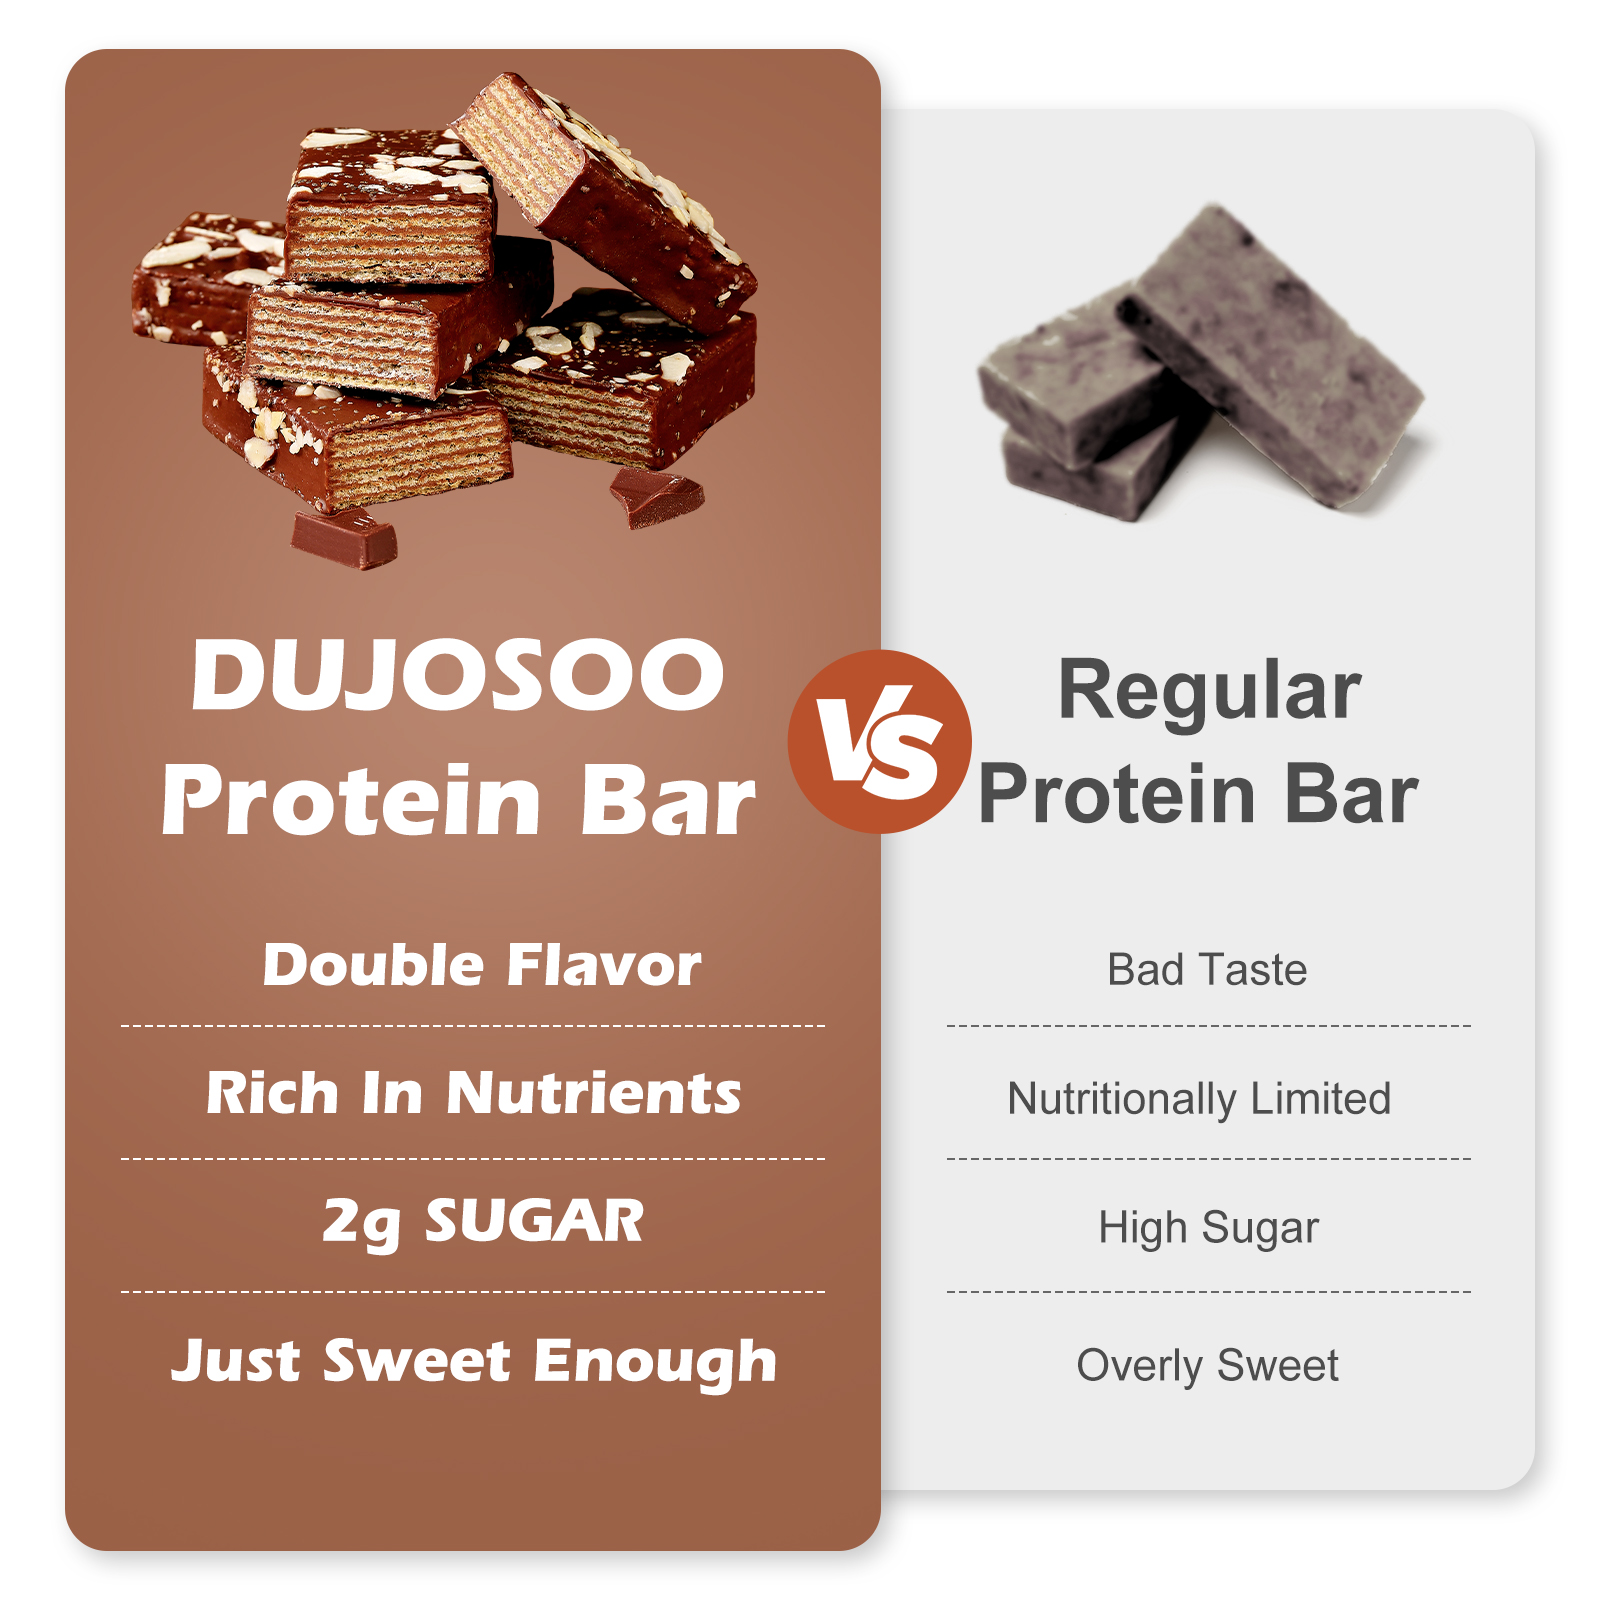 DUJOSOO
Protein Bar
Double Flavor
Rich In Nutrients
2g SUGAR
Just Sweet Enough
VS
Regular
Protein Bar
Bad Taste
Nutritionally Limited
High Sugar
Overly Sweet